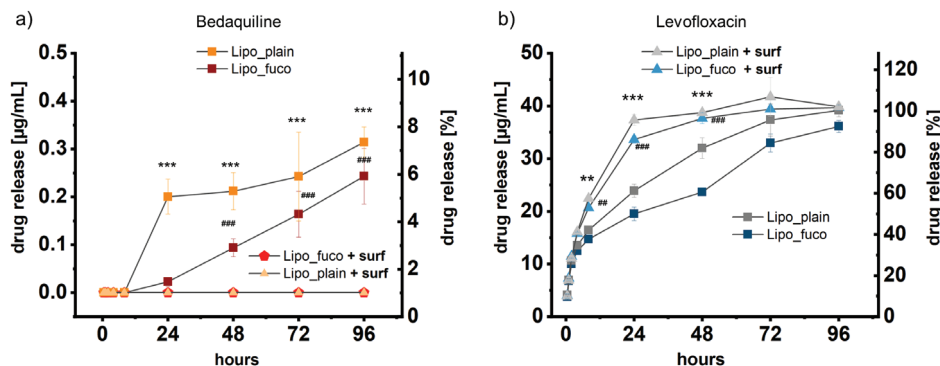 a)
Bedaquiline
Lipo_plain
Lipo_fuco
drug release [µg/mL]
0.5
0.4
0.3
0.2
0.1
0.0
***
***
***
***
###
###
###
Lipo_fuco + surf
Lipo_plain + surf
10
8
6
4
2
0
drug release [%]
0
24
48
72
96
hours
b)
Levofloxacin
Lipo_plain + surf
Lipo_fuco + surf
drug release [µg/mL]
50
40
30
20
10
0
**
***
***
##
###
###
Lipo_plain
Lipo_fuco
120
100
80
60
40
20
0
drug release [%]
0
24
48
72
96
hours